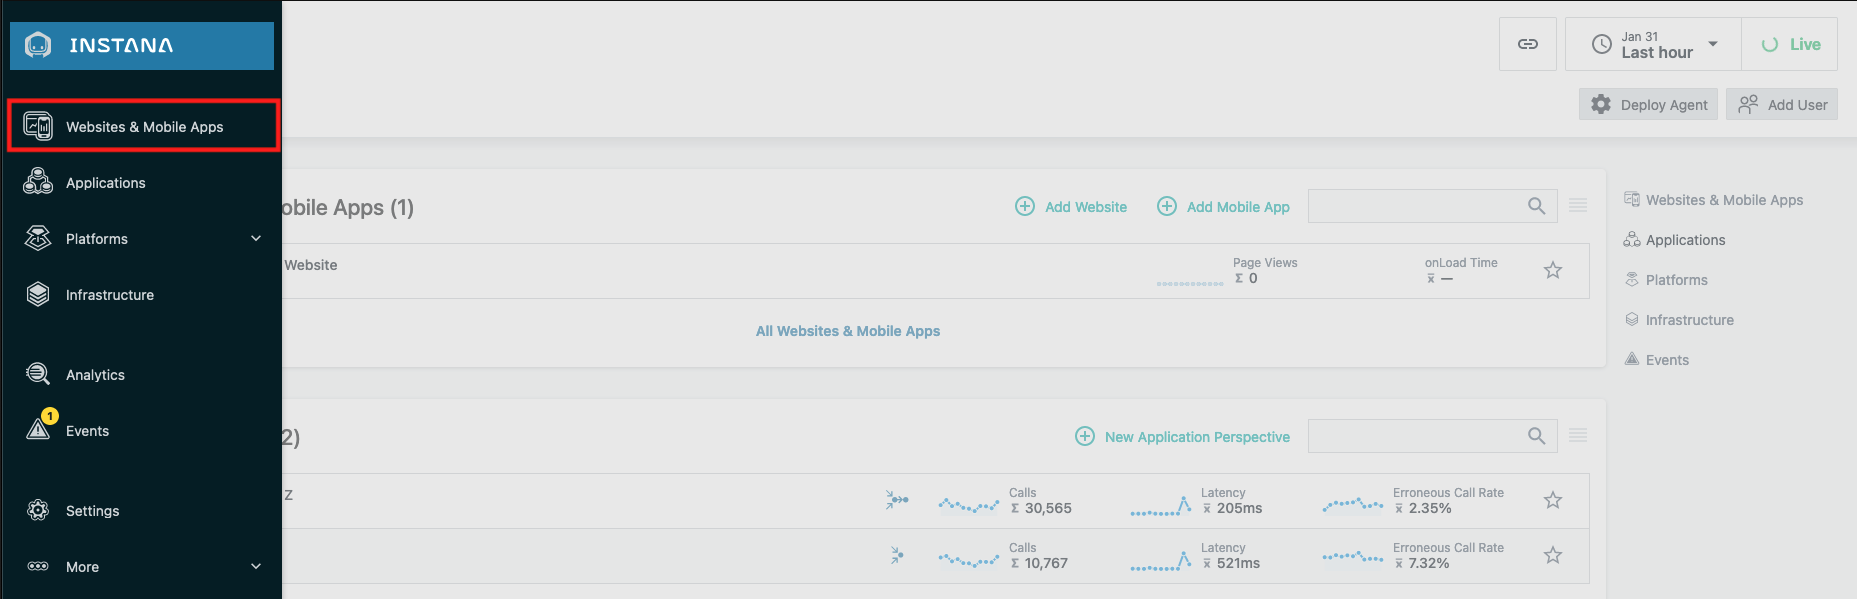 INSTANA
Websites & Mobile Apps
Applications
Platforms
Infrastructure
Analytics
1
Events
Settings
More
Jan 31
Last hour
Live
Deploy Agent
Add User
obile Apps (1)
Add Website
Add Mobile App
Website
Page Views
Σ 0
onLoad Time
x̄ —
All Websites & Mobile Apps
2)
New Application Perspective
Z
Calls
Σ 30,565
Latency
x̄ 205ms
Erroneous Call Rate
x̄ 2.35%
Calls
Σ 10,767
Latency
x̄ 521ms
Erroneous Call Rate
x̄ 7.32%
Websites & Mobile Apps
Applications
Platforms
Infrastructure
Events